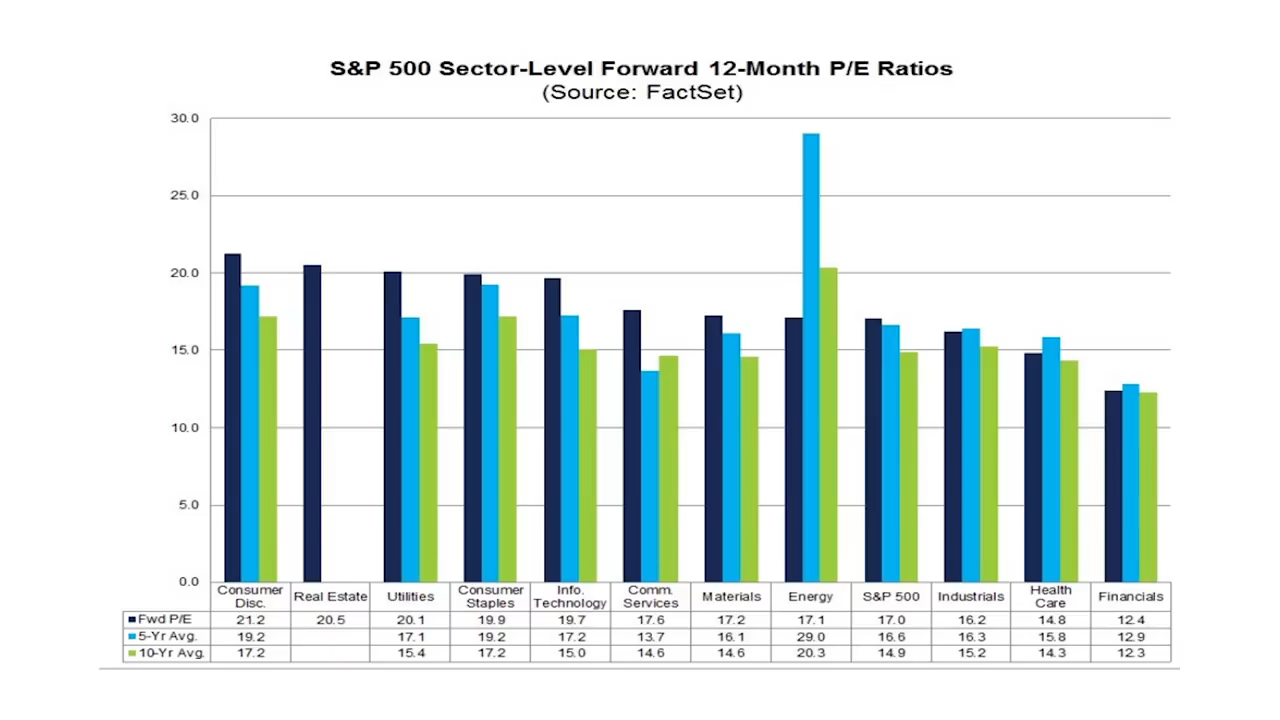 S&P 500 Sector-Level Forward 12-Month P/E Ratios
(Source: FactSet)
30.0
25.0
20.0
15.0
10.0
5.0
0.0
Consumer Disc. Real Estate Utilities Consumer Staples Info. Technology Comm. Services Materials Energy S&P 500 Industrials Health Care Financials
Fwd P/E 21.2 20.5 20.1 19.9 19.7 17.6 17.2 17.1 17.0 16.2 14.8 12.4
5-Yr Avg. 19.2 17.1 19.2 17.2 13.7 16.1 29.0 16.6 16.3 15.8 12.9
10-Yr Avg. 17.2 15.4 17.2 15.0 14.6 14.6 20.3 14.9 15.2 14.3 12.3